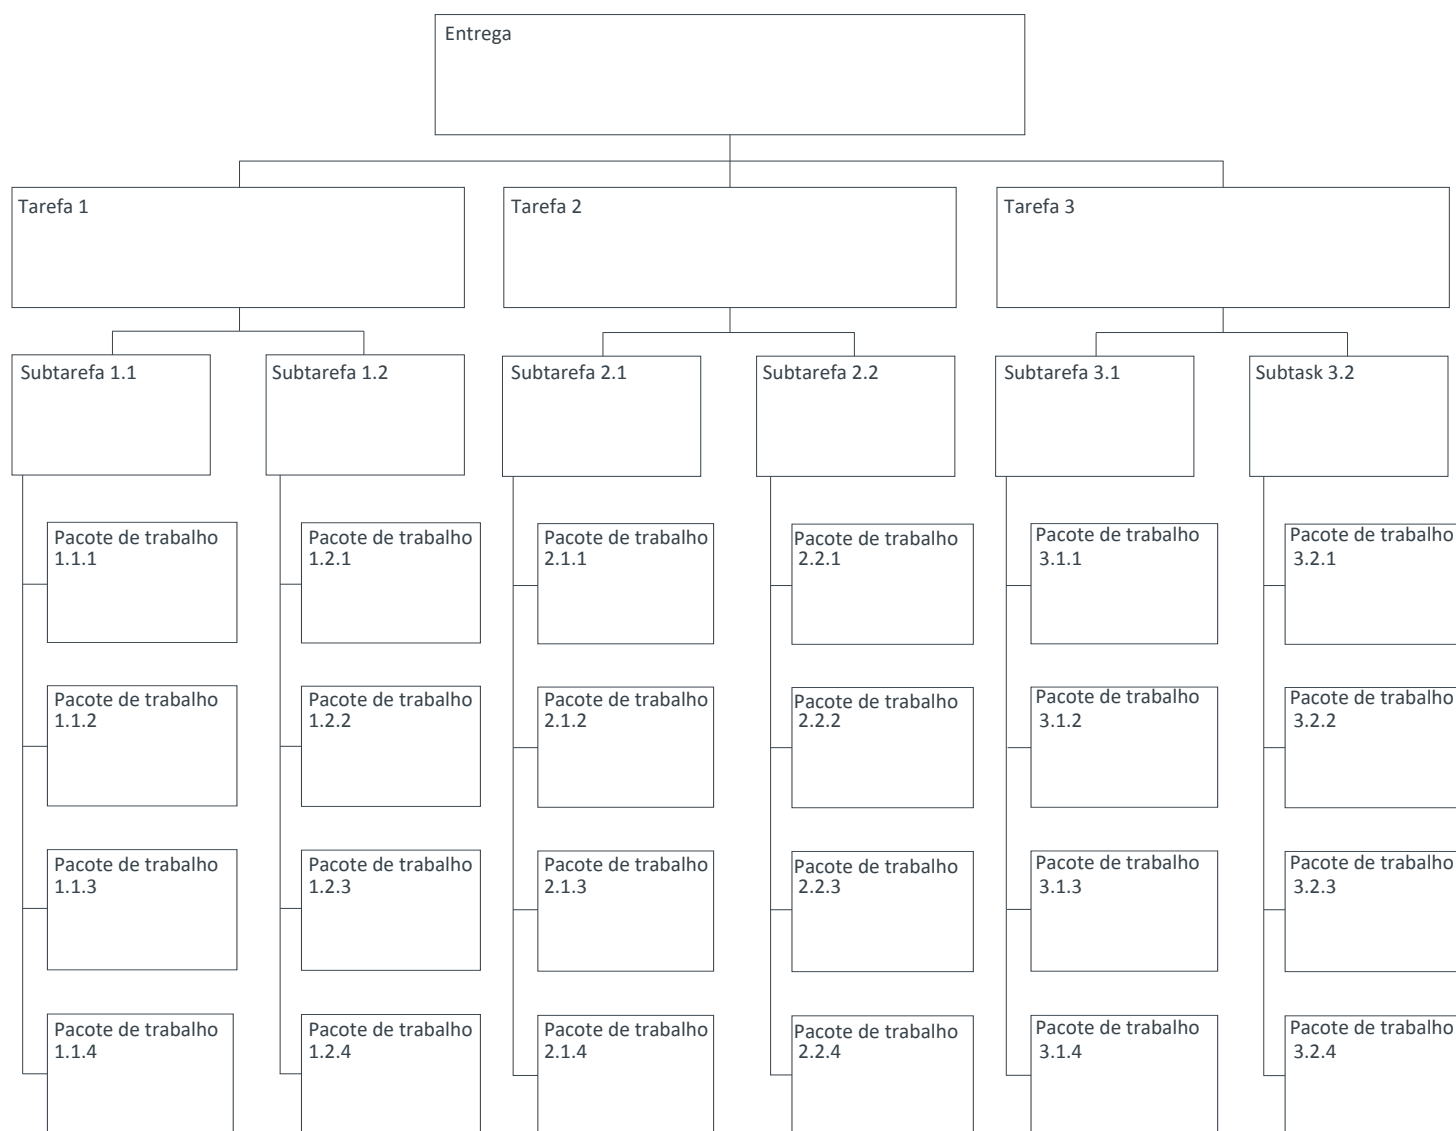 Entrega
Tarefa 1
Tarefa 2
Tarefa 3
Subtarefa 1.1
Subtarefa 1.2
Subtarefa 2.1
Subtarefa 2.2
Subtarefa 3.1
Subtask 3.2
Pacote de trabalho
1.1.1
Pacote de trabalho
1.2.1
Pacote de trabalho
2.1.1
Pacote de trabalho
2.2.1
Pacote de trabalho
3.1.1
Pacote de trabalho
3.2.1
Pacote de trabalho
1.1.2
Pacote de trabalho
1.2.2
Pacote de trabalho
2.1.2
Pacote de trabalho
2.2.2
Pacote de trabalho
3.1.2
Pacote de trabalho
3.2.2
Pacote de trabalho
1.1.3
Pacote de trabalho
1.2.3
Pacote de trabalho
2.1.3
Pacote de trabalho
2.2.3
Pacote de trabalho
3.1.3
Pacote de trabalho
3.2.3
Pacote de trabalho
1.1.4
Pacote de trabalho
1.2.4
Pacote de trabalho
2.1.4
Pacote de trabalho
2.2.4
Pacote de trabalho
3.1.4
Pacote de trabalho
3.2.4